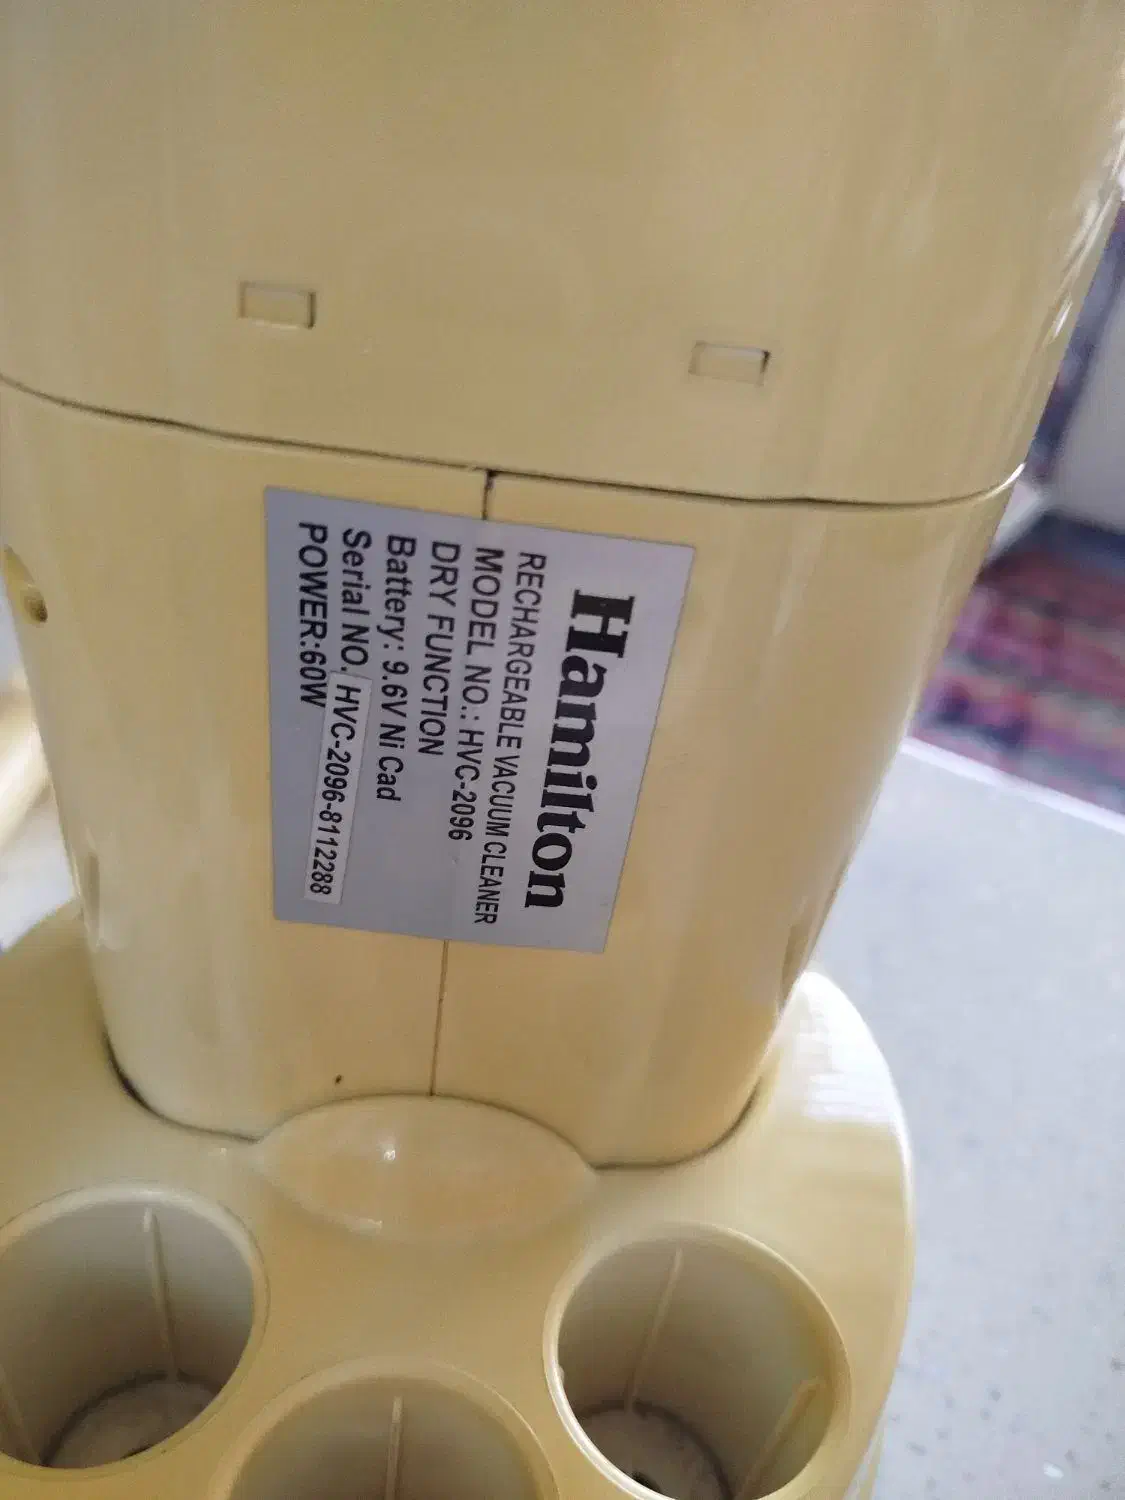 Hamilton
RECHARGEABLE VACUUM CLEANER
MODEL NO.: HVC-2096
DRY FUNCTION
Battery: 9.6V Ni Cad
Serial NO. HVC-2096-8112288
POWER:60W